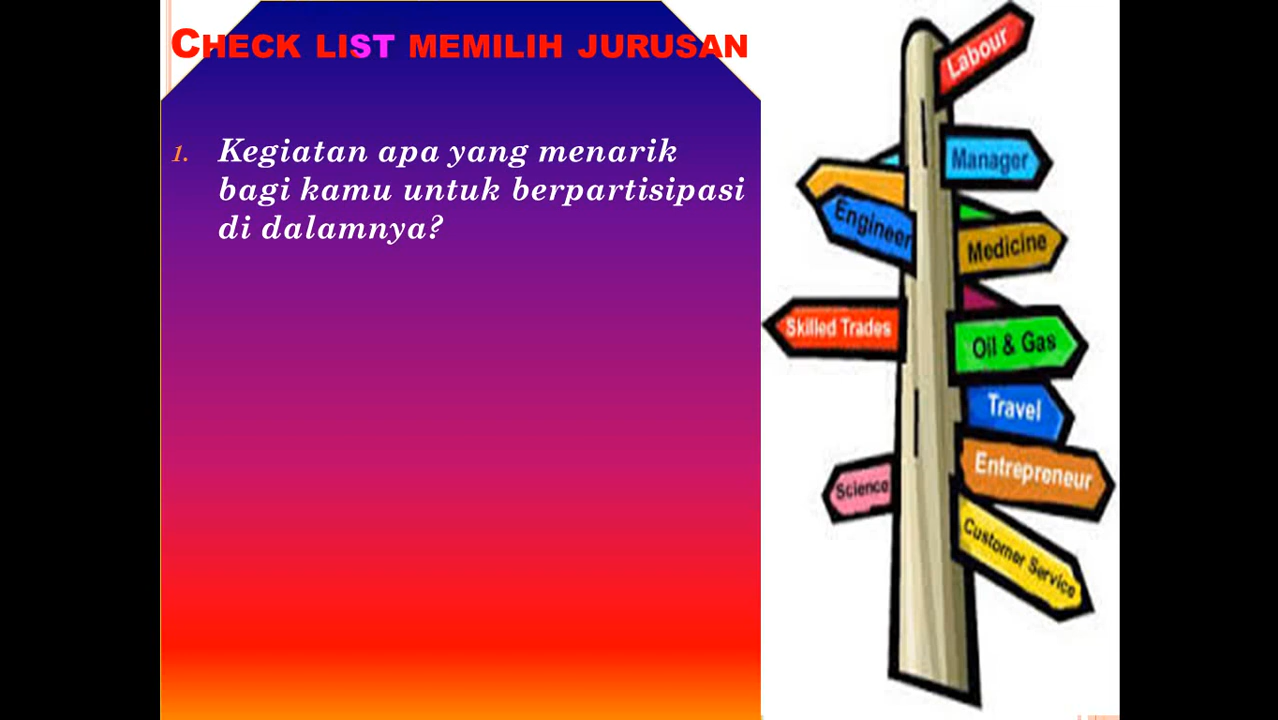 CHECK LIST MEMILIH JURUSAN
1. Kegiatan apa yang menarik
bagi kamu untuk berpartisipasi
di dalamnya?
Labour
Manager
Engineer
Medicine
Skilled Trades
Oil & Gas
Travel
Entrepreneur
Science
Customer Service